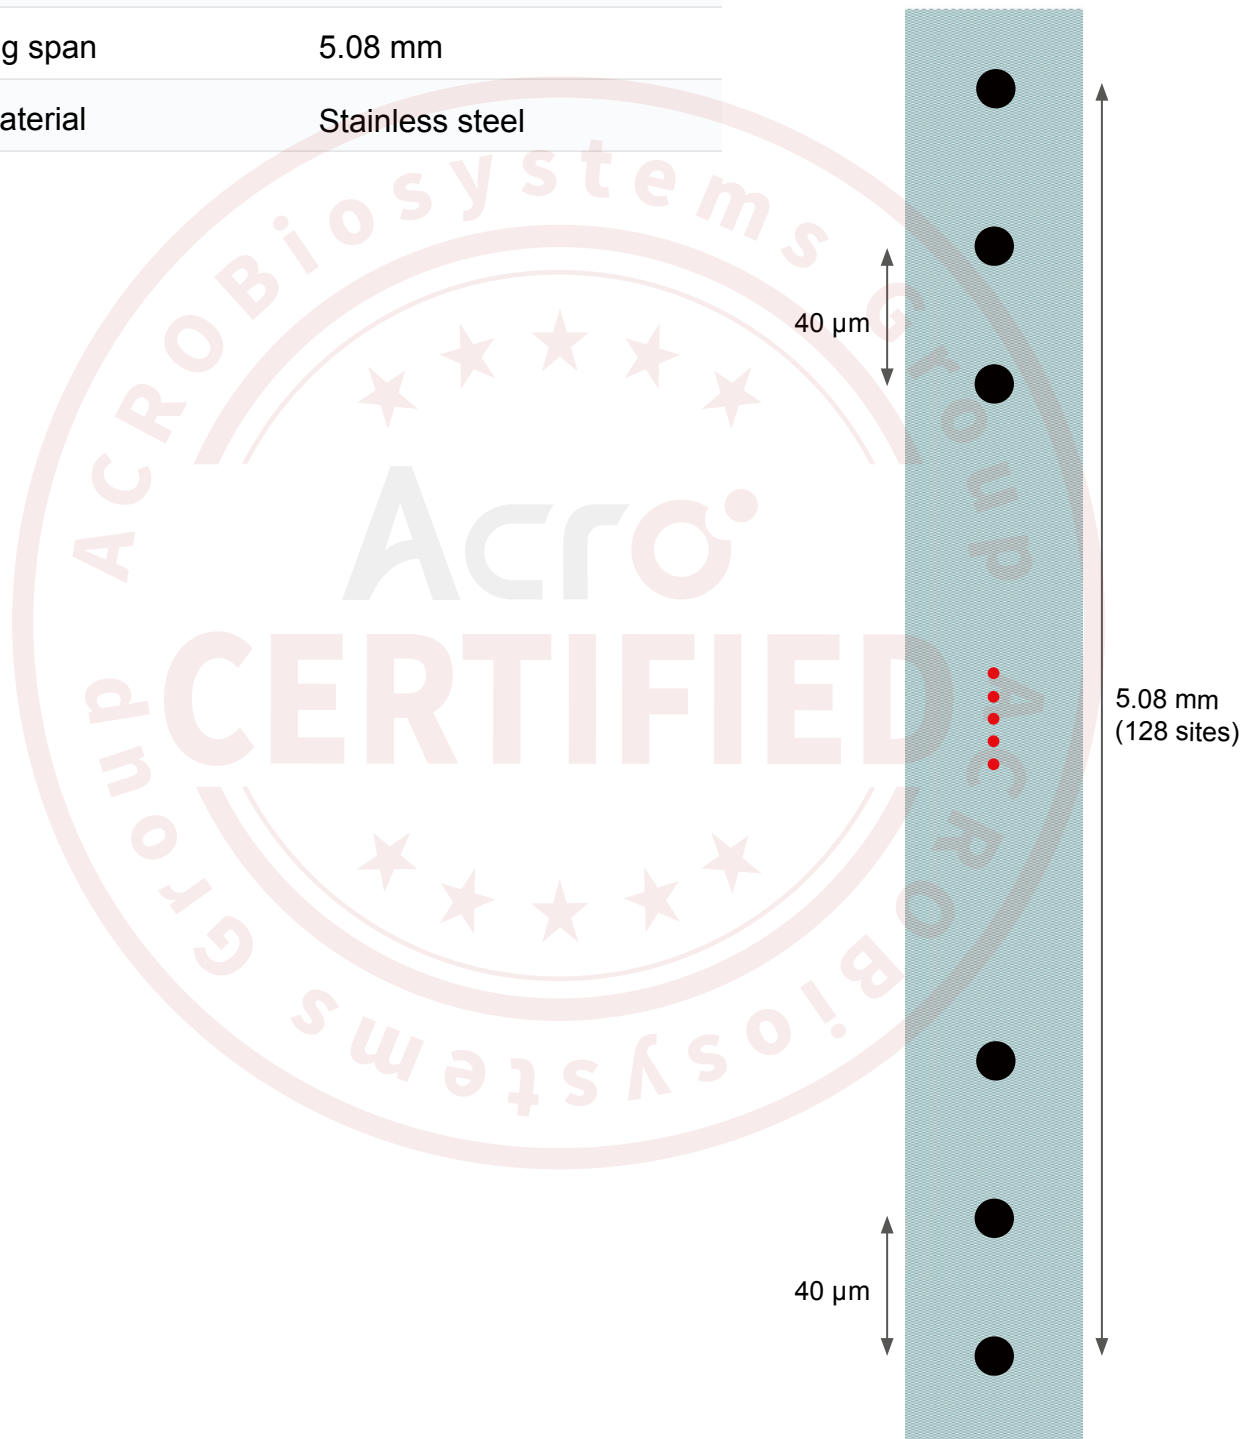 g span 5.08 mm
aterial Stainless steel
40 µm
5.08 mm
(128 sites)
40 µm
ACROBiosystems Group
Acro
CERTIFIED
ACROBiosystems Group